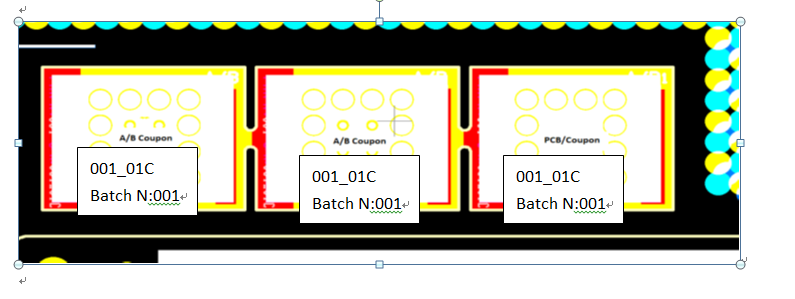 A/B Coupon
A/B Coupon
PCB/Coupon
001_01C
Batch N:001
001_01C
Batch N:001
001_01C
Batch N:001